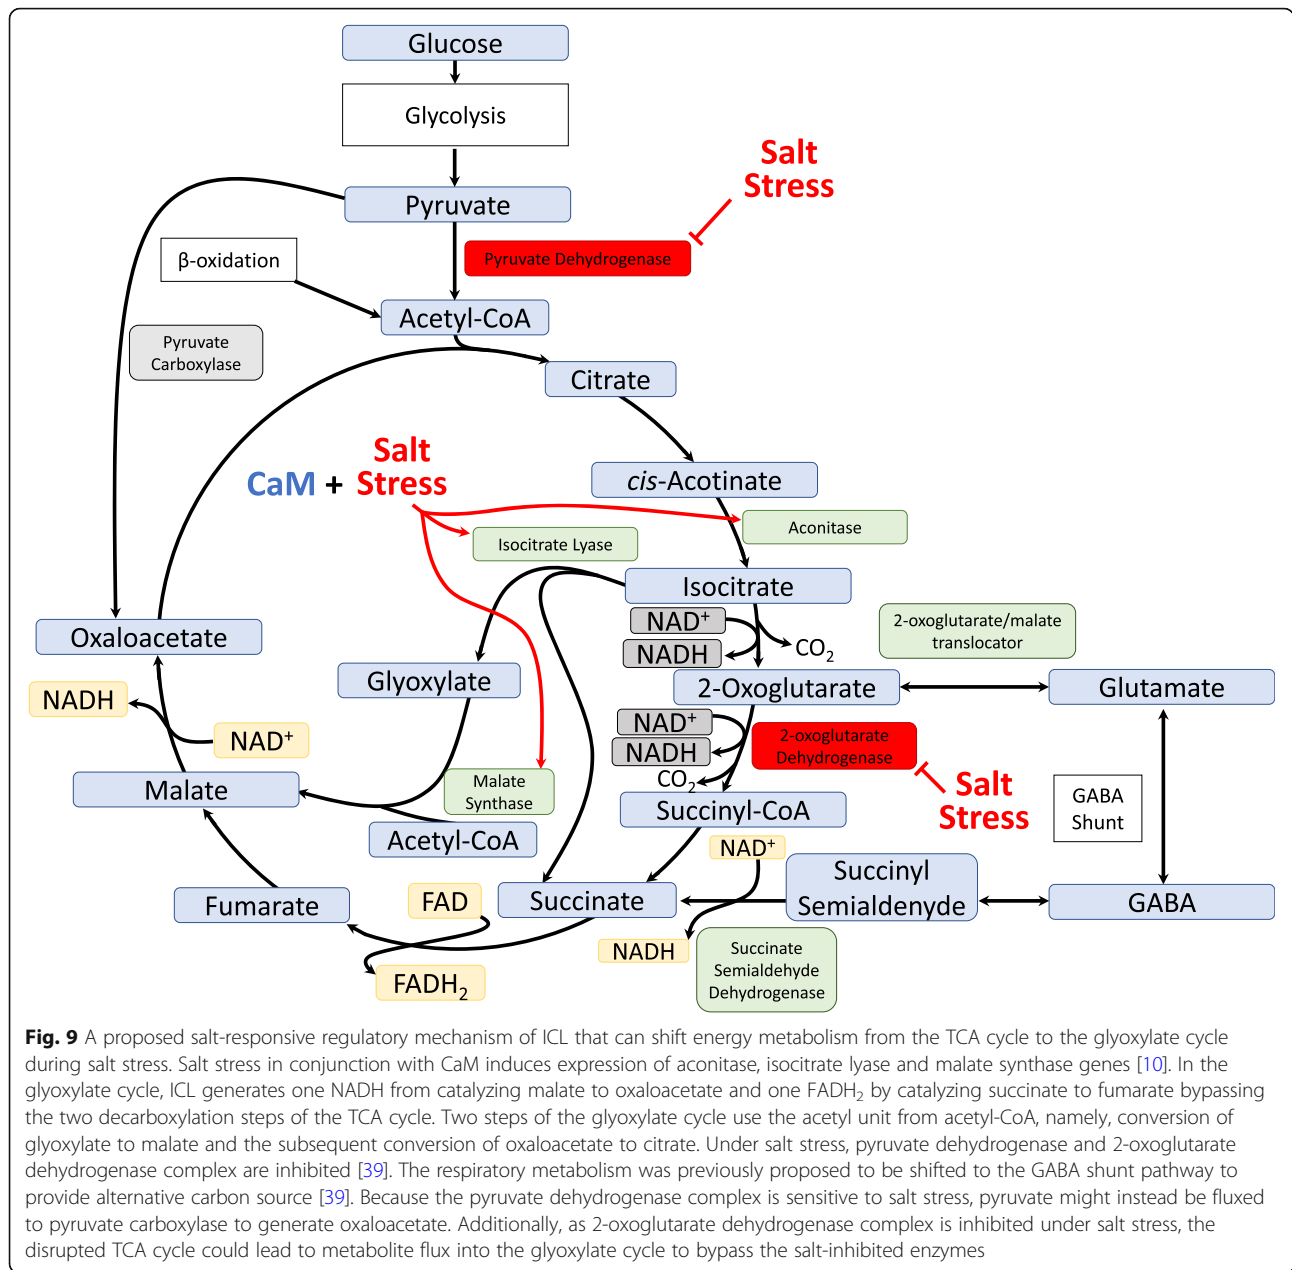 Glucose
Glycolysis
Salt
Stress
Pyruvate
Pyruvate Dehydrogenase
β-oxidation
Acetyl-CoA
Pyruvate
Carboxylase
Citrate
CaM + Salt
Stress
cis-Acotinate
Aconitase
Isocitrate Lyase
Isocitrate
NAD+
CO2
NADH
2-oxoglutarate/malate
translocator
Oxaloacetate
Glyoxylate
2-Oxoglutarate
Glutamate
NADH
NAD+
NAD+
NADH
CO2
2-oxoglutarate
Dehydrogenase
Salt
Stress
Malate
Malate
Synthase
Succinyl-CoA
GABA
Shunt
Acetyl-CoA
NAD+
Succinyl
Semialdenyde
GABA
Fumarate
FAD
Succinate
NADH
FADH2
Succinate
Semialdehyde
Dehydrogenase
Fig. 9 A proposed salt-responsive regulatory mechanism of ICL that can shift energy metabolism from the TCA cycle to the glyoxylate cycle
during salt stress. Salt stress in conjunction with CaM induces expression of aconitase, isocitrate lyase and malate synthase genes [10]. In the
glyoxylate cycle, ICL generates one NADH from catalyzing malate to oxaloacetate and one FADH2 by catalyzing succinate to fumarate bypassing
the two decarboxylation steps of the TCA cycle. Two steps of the glyoxylate cycle use the acetyl unit from acetyl-CoA, namely, conversion of
glyoxylate to malate and the subsequent conversion of oxaloacetate to citrate. Under salt stress, pyruvate dehydrogenase and 2-oxoglutarate
dehydrogenase complex are inhibited [39]. The respiratory metabolism was previously proposed to be shifted to the GABA shunt pathway to
provide alternative carbon source [39]. Because the pyruvate dehydrogenase complex is sensitive to salt stress, pyruvate might instead be fluxed
to pyruvate carboxylase to generate oxaloacetate. Additionally, as 2-oxoglutarate dehydrogenase complex is inhibited under salt stress, the
disrupted TCA cycle could lead to metabolite flux into the glyoxylate cycle to bypass the salt-inhibited enzymes